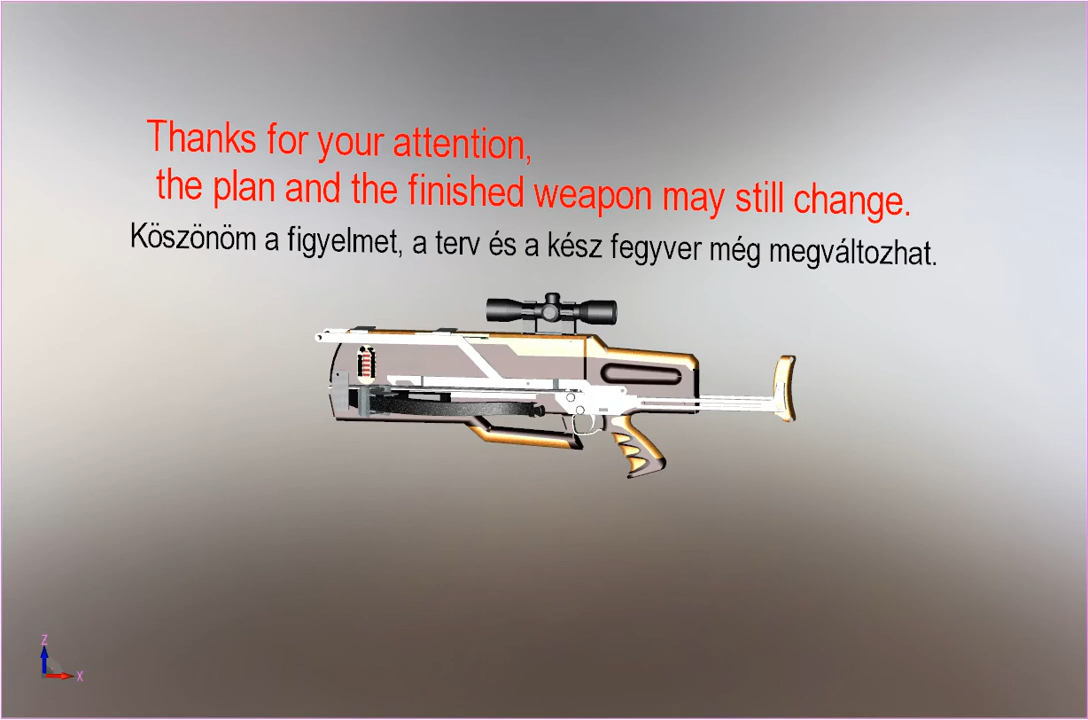 Thanks for your attention,
the plan and the finished weapon may still change.
Köszönöm a figyelmet, a terv és a kész fegyver még megváltozhat.
Z
X